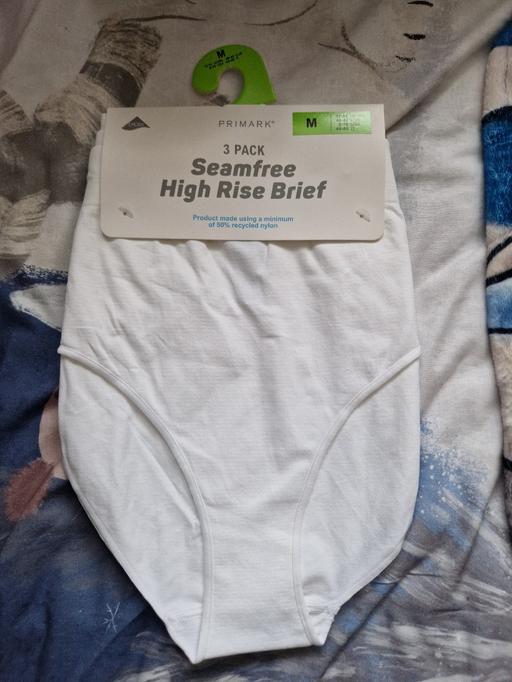 M
PRIMARK®
M
3 PACK
Seamfree
High Rise Brief
Product made using a minimum
of 50% recycled nylon